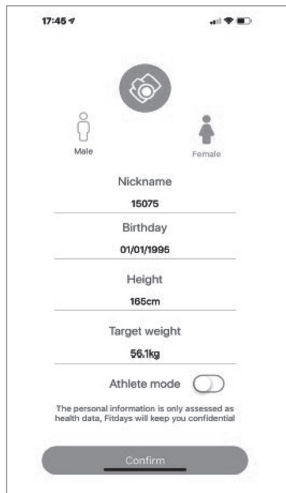 17:45
Male
Female
Nickname
15075
Birthday
01/01/1995
Height
165cm
Target weight
56.1kg
Athlete mode
The personal information is only assessed as
health data, Fitdays will keep you confidential
Confirm